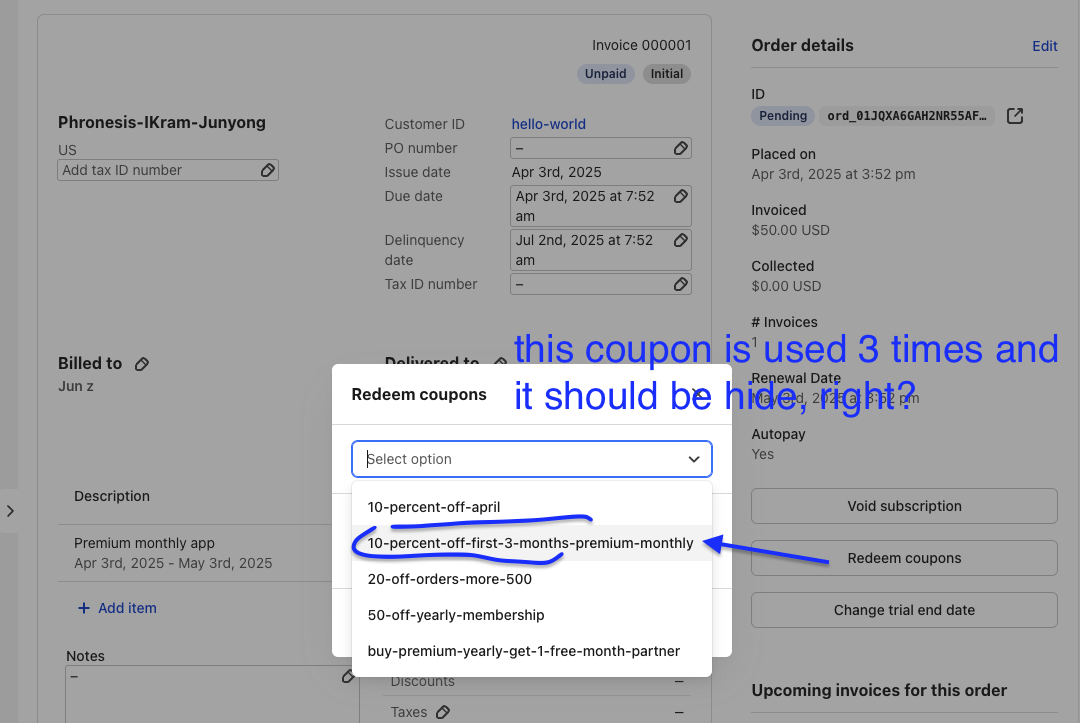 Invoice 000001
Unpaid Initial
Phronesis-IKram-Junyong
US
Add tax ID number
Customer ID hello-world
PO number –
Issue date Apr 3rd, 2025
Due date Apr 3rd, 2025 at 7:52 am
Delinquency date Jul 2nd, 2025 at 7:52 am
Tax ID number –
Billed to
Jun z
Delivered to
Description
Premium monthly app
Apr 3rd, 2025 - May 3rd, 2025
+ Add item
Notes
–
Redeem coupons
Select option
10-percent-off-april
10-percent-off-first-3-months-premium-monthly
20-off-orders-more-500
50-off-yearly-membership
buy-premium-yearly-get-1-free-month-partner
Discounts –
Taxes –
this coupon is used 3 times and
it should be hide, right?
Order details Edit
ID
Pending ord_01JQXA6GAH2NR55AF…
Placed on
Apr 3rd, 2025 at 3:52 pm
Invoiced
$50.00 USD
Collected
$0.00 USD
# Invoices
1
Renewal Date
May 3rd, 2025 at 3:52 pm
Autopay
Yes
Void subscription
Redeem coupons
Change trial end date
Upcoming invoices for this order